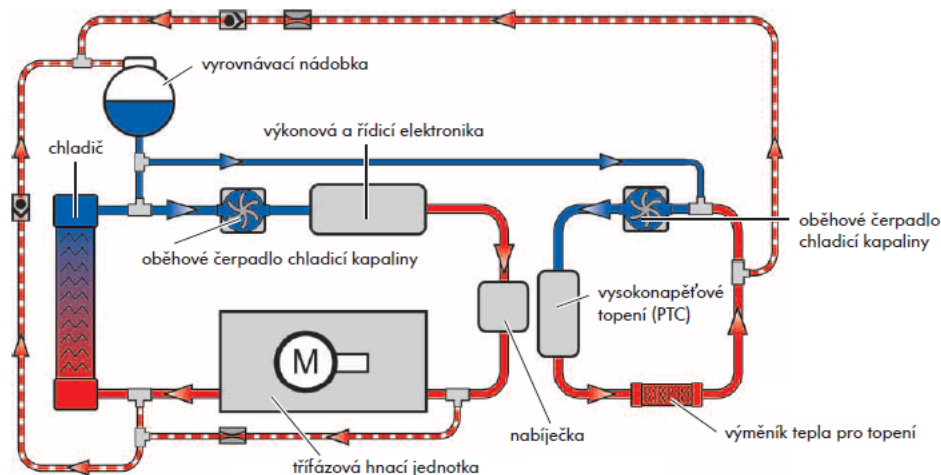 vyrovnávací nádobka
výkonová a řídicí elektronika
chladič
oběhové čerpadlo chladicí kapaliny
oběhové čerpadlo
chladicí kapaliny
vysokonapěťové
topení (PTC)
M
nabíječka
výměník tepla pro topení
třífázová hnací jednotka